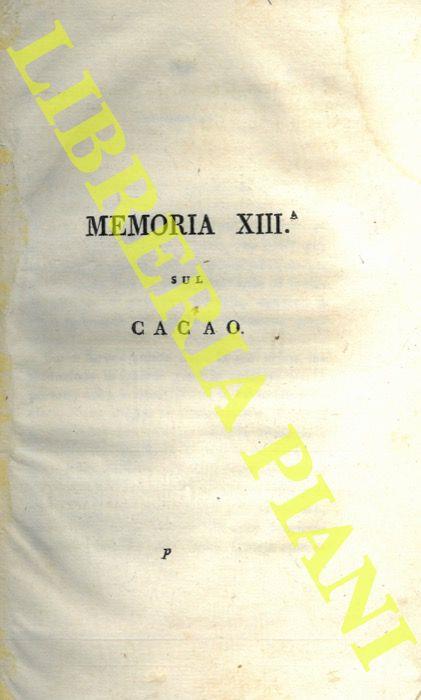 MEMORIA XIII.ᴬ
SUL
CACAO.
p
LIBRERIA PIANI